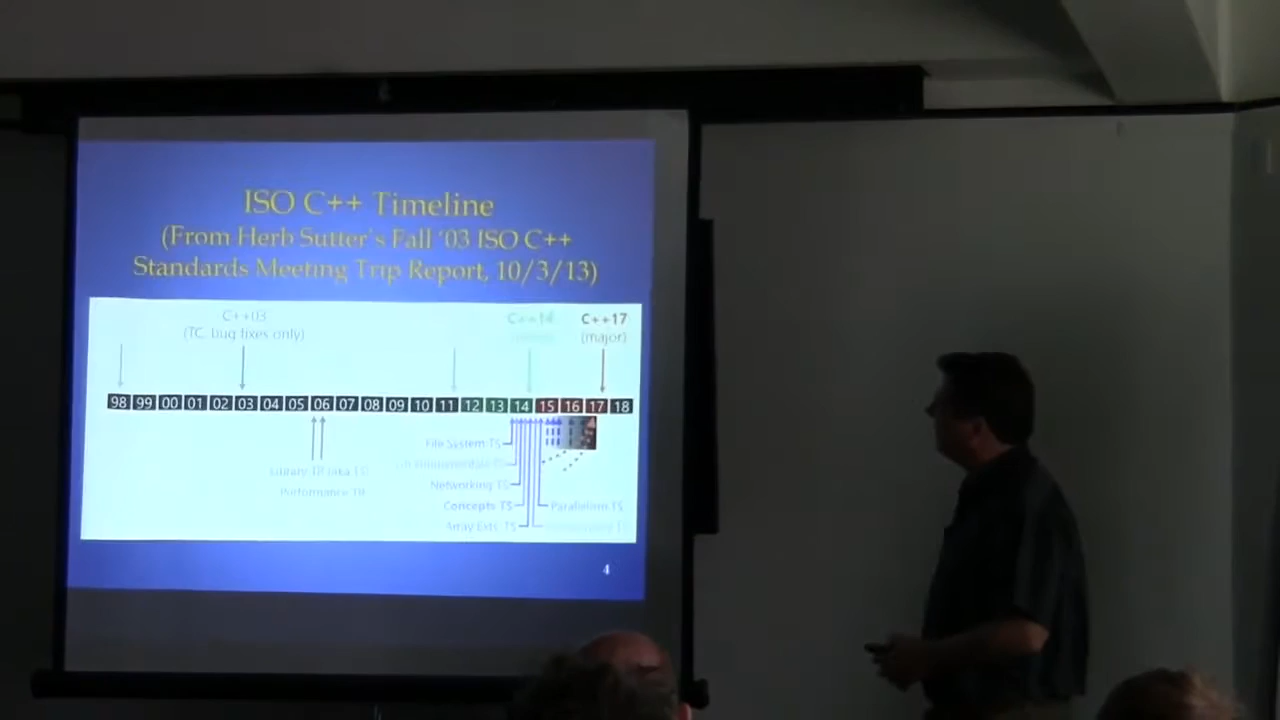 ISO C++ Timeline
(From Herb Sutter's Fall '03 ISO C++
Standards Meeting Trip Report, 10/3/13)
C++03
(TC, bug fixes only)
C++14
C++17
(major)
98 99 00 01 02 03 04 05 06 07 08 09 10 11 12 13 14 15 16 17 18
File System TS
Networking TS
Performance TR
Concepts TS
Parallelism TS
Array Exts. TS
4